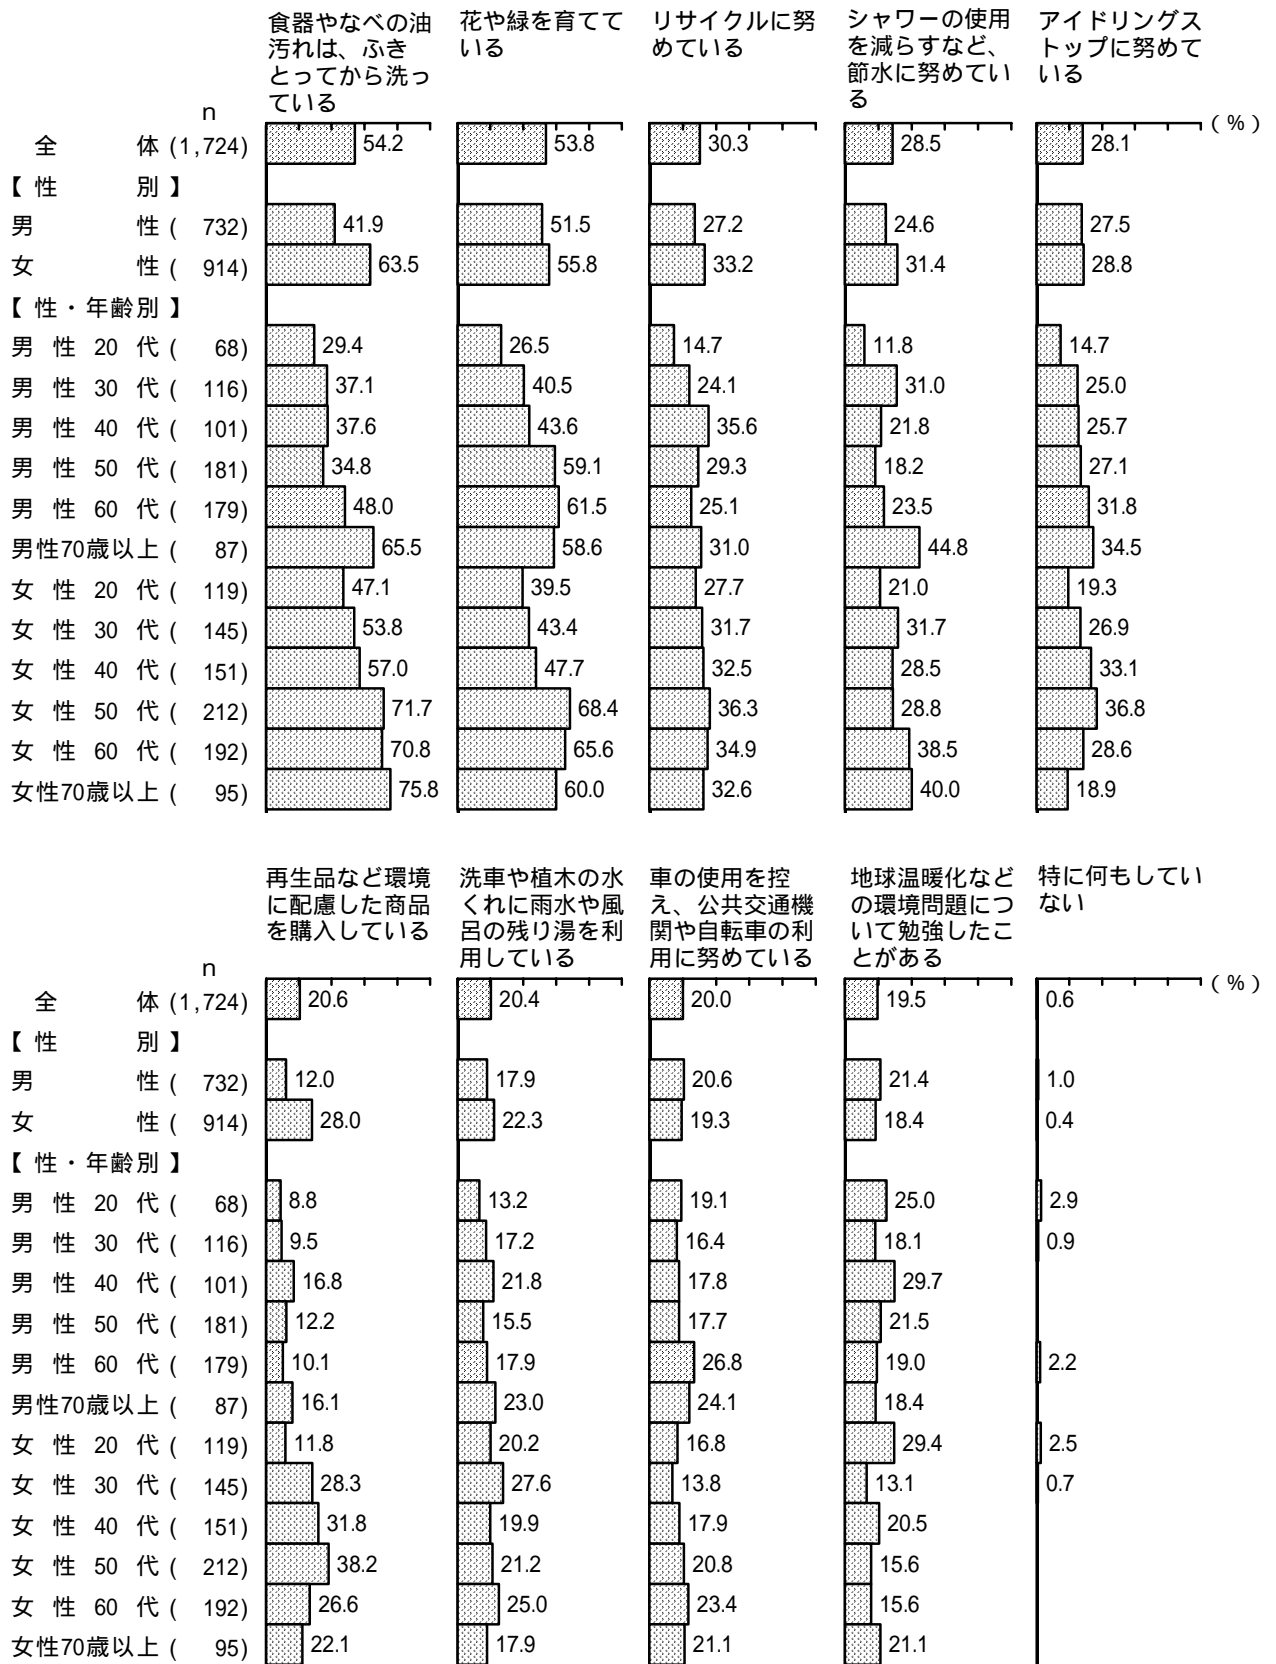 食器やなべの油 花や緑を育てて リサイクルに努 シャワーの使用 アイドリングス
汚れは、ふき いる めている を減らすなど、 トップに努めて
とってから洗っ 節水に努めてい いる
ている る
n
(%)
全 体 (1,724) 54.2 53.8 30.3 28.5 28.1
【 性 別 】
男 性 ( 732) 41.9 51.5 27.2 24.6 27.5
女 性 ( 914) 63.5 55.8 33.2 31.4 28.8
【 性・年齢別 】
男 性 20 代 ( 68) 29.4 26.5 14.7 11.8 14.7
男 性 30 代 ( 116) 37.1 40.5 24.1 31.0 25.0
男 性 40 代 ( 101) 37.6 43.6 35.6 21.8 25.7
男 性 50 代 ( 181) 34.8 59.1 29.3 18.2 27.1
男 性 60 代 ( 179) 48.0 61.5 25.1 23.5 31.8
男性70歳以上 ( 87) 65.5 58.6 31.0 44.8 34.5
女 性 20 代 ( 119) 47.1 39.5 27.7 21.0 19.3
女 性 30 代 ( 145) 53.8 43.4 31.7 31.7 26.9
女 性 40 代 ( 151) 57.0 47.7 32.5 28.5 33.1
女 性 50 代 ( 212) 71.7 68.4 36.3 28.8 36.8
女 性 60 代 ( 192) 70.8 65.6 34.9 38.5 28.6
女性70歳以上 ( 95) 75.8 60.0 32.6 40.0 18.9
再生品など環境 洗車や植木の水 車の使用を控 地球温暖化など 特に何もしてい
に配慮した商品 くれに雨水や風 え、公共交通機 の環境問題につ ない
を購入している 呂の残り湯を利 関や自転車の利 いて勉強したこ
用している 用に努めている とがある
n
(%)
全 体 (1,724) 20.6 20.4 20.0 19.5 0.6
【 性 別 】
男 性 ( 732) 12.0 17.9 20.6 21.4 1.0
女 性 ( 914) 28.0 22.3 19.3 18.4 0.4
【 性・年齢別 】
男 性 20 代 ( 68) 8.8 13.2 19.1 25.0 2.9
男 性 30 代 ( 116) 9.5 17.2 16.4 18.1 0.9
男 性 40 代 ( 101) 16.8 21.8 17.8 29.7
男 性 50 代 ( 181) 12.2 15.5 17.7 21.5
男 性 60 代 ( 179) 10.1 17.9 26.8 19.0 2.2
男性70歳以上 ( 87) 16.1 23.0 24.1 18.4
女 性 20 代 ( 119) 11.8 20.2 16.8 29.4 2.5
女 性 30 代 ( 145) 28.3 27.6 13.8 13.1 0.7
女 性 40 代 ( 151) 31.8 19.9 17.9 20.5
女 性 50 代 ( 212) 38.2 21.2 20.8 15.6
女 性 60 代 ( 192) 26.6 25.0 23.4 15.6
女性70歳以上 ( 95) 22.1 17.9 21.1 21.1